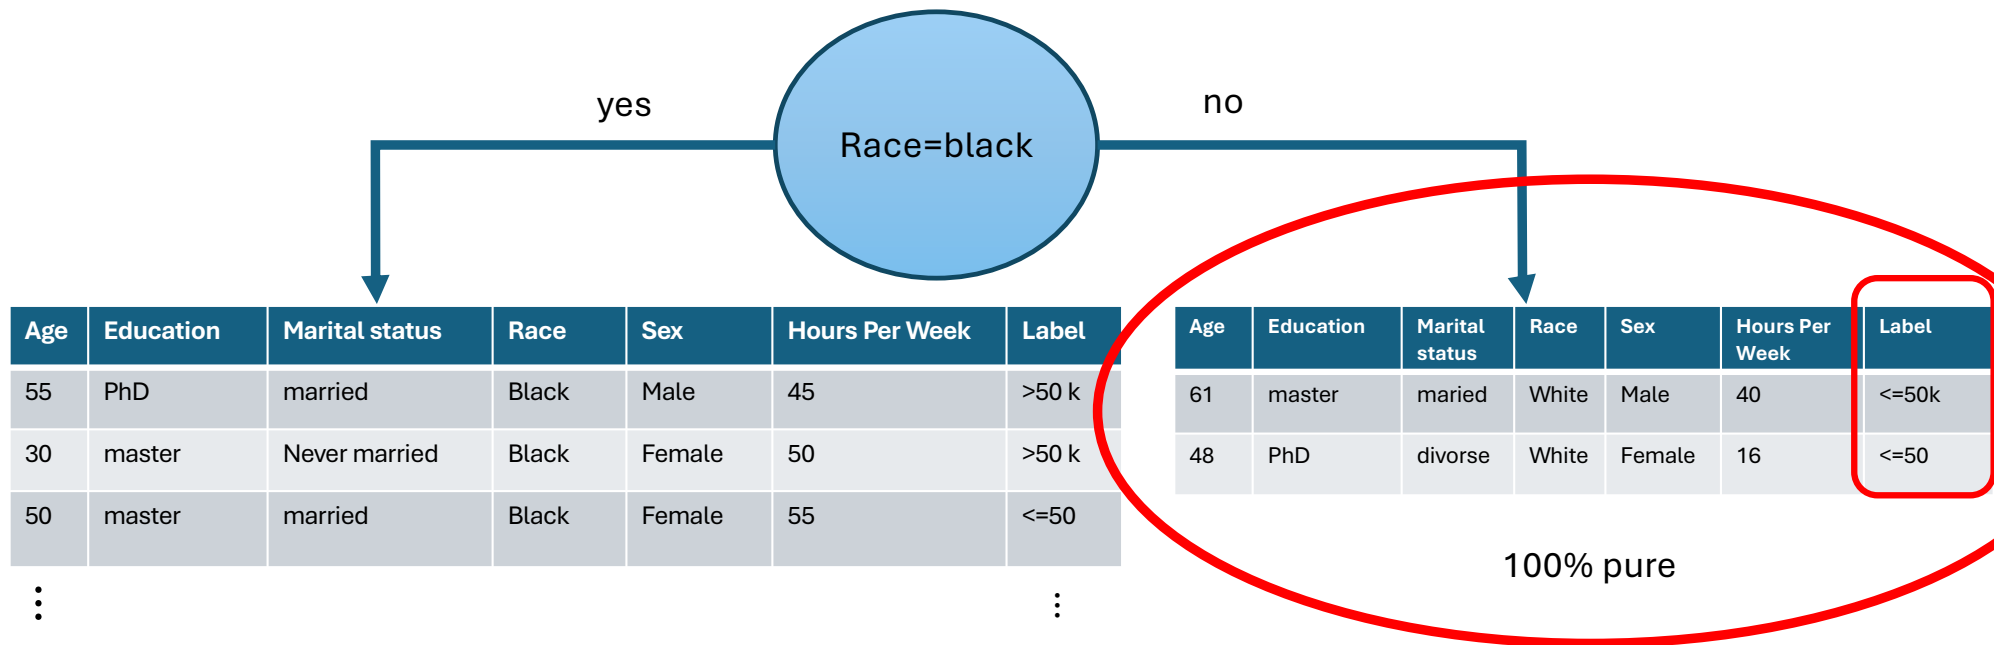 yes
no
Race=black
Age Education Marital status Race Sex Hours Per Week Label
55 PhD married Black Male 45 >50 k
30 master Never married Black Female 50 >50 k
50 master married Black Female 55 <=50
⋮ ⋮
Age Education Marital status Race Sex Hours Per Week Label
61 master maried White Male 40 <=50k
48 PhD divorse White Female 16 <=50
100% pure